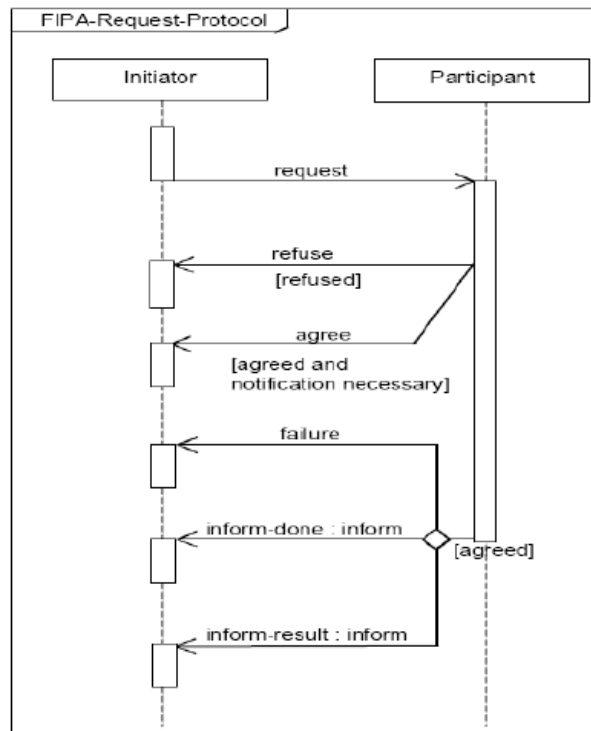 FIPA-Request-Protocol
Initiator
Participant
request
refuse
[refused]
agree
[agreed and
notification necessary]
failure
inform-done : inform
[agreed]
inform-result : inform